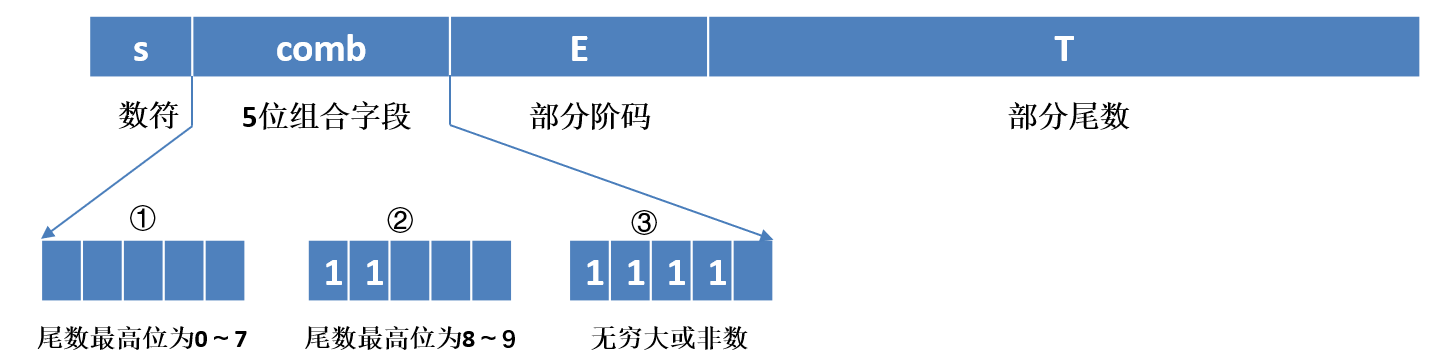 s comb E T
数符 5位组合字段 部分阶码 部分尾数
① ② ③
1 1 1 1 1 1
尾数最高位为0~7 尾数最高位为8~9 无穷大或非数